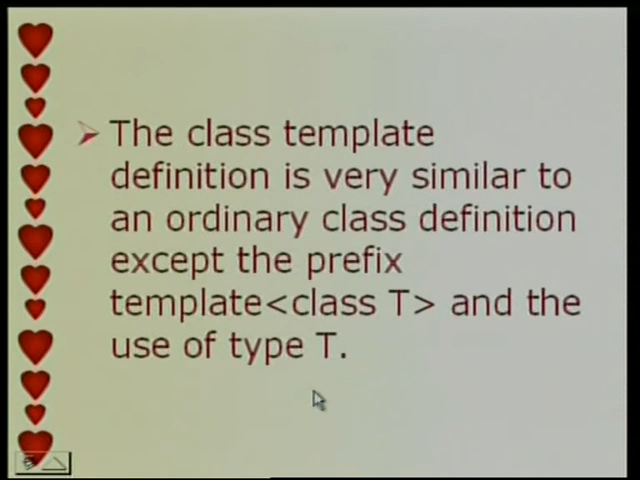 The class template
definition is very similar to
an ordinary class definition
except the prefix
template<class T> and the
use of type T.